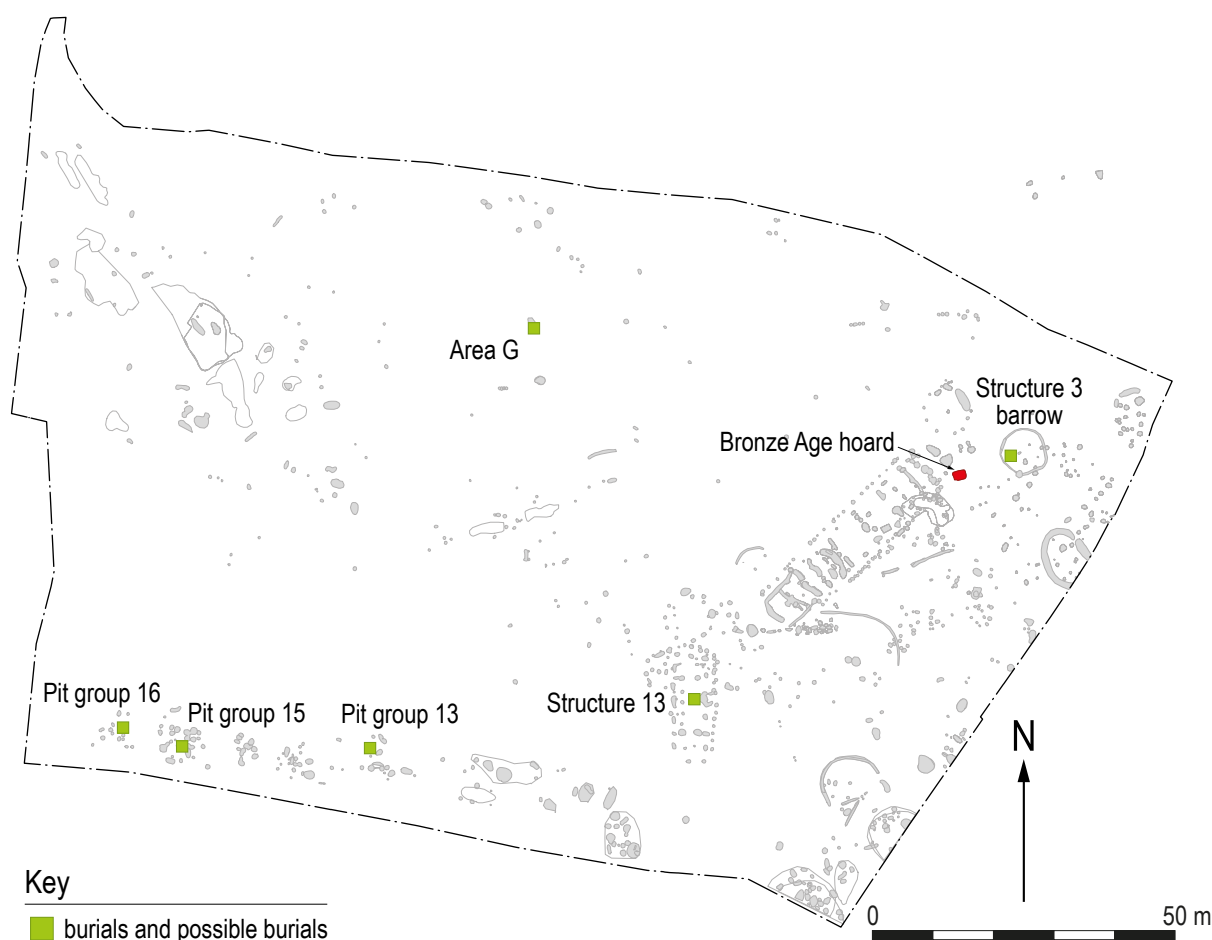 Area G
Structure 3
barrow
Bronze Age hoard
Pit group 16
Pit group 15
Pit group 13
Structure 13
N
Key
burials and possible burials
0
50 m